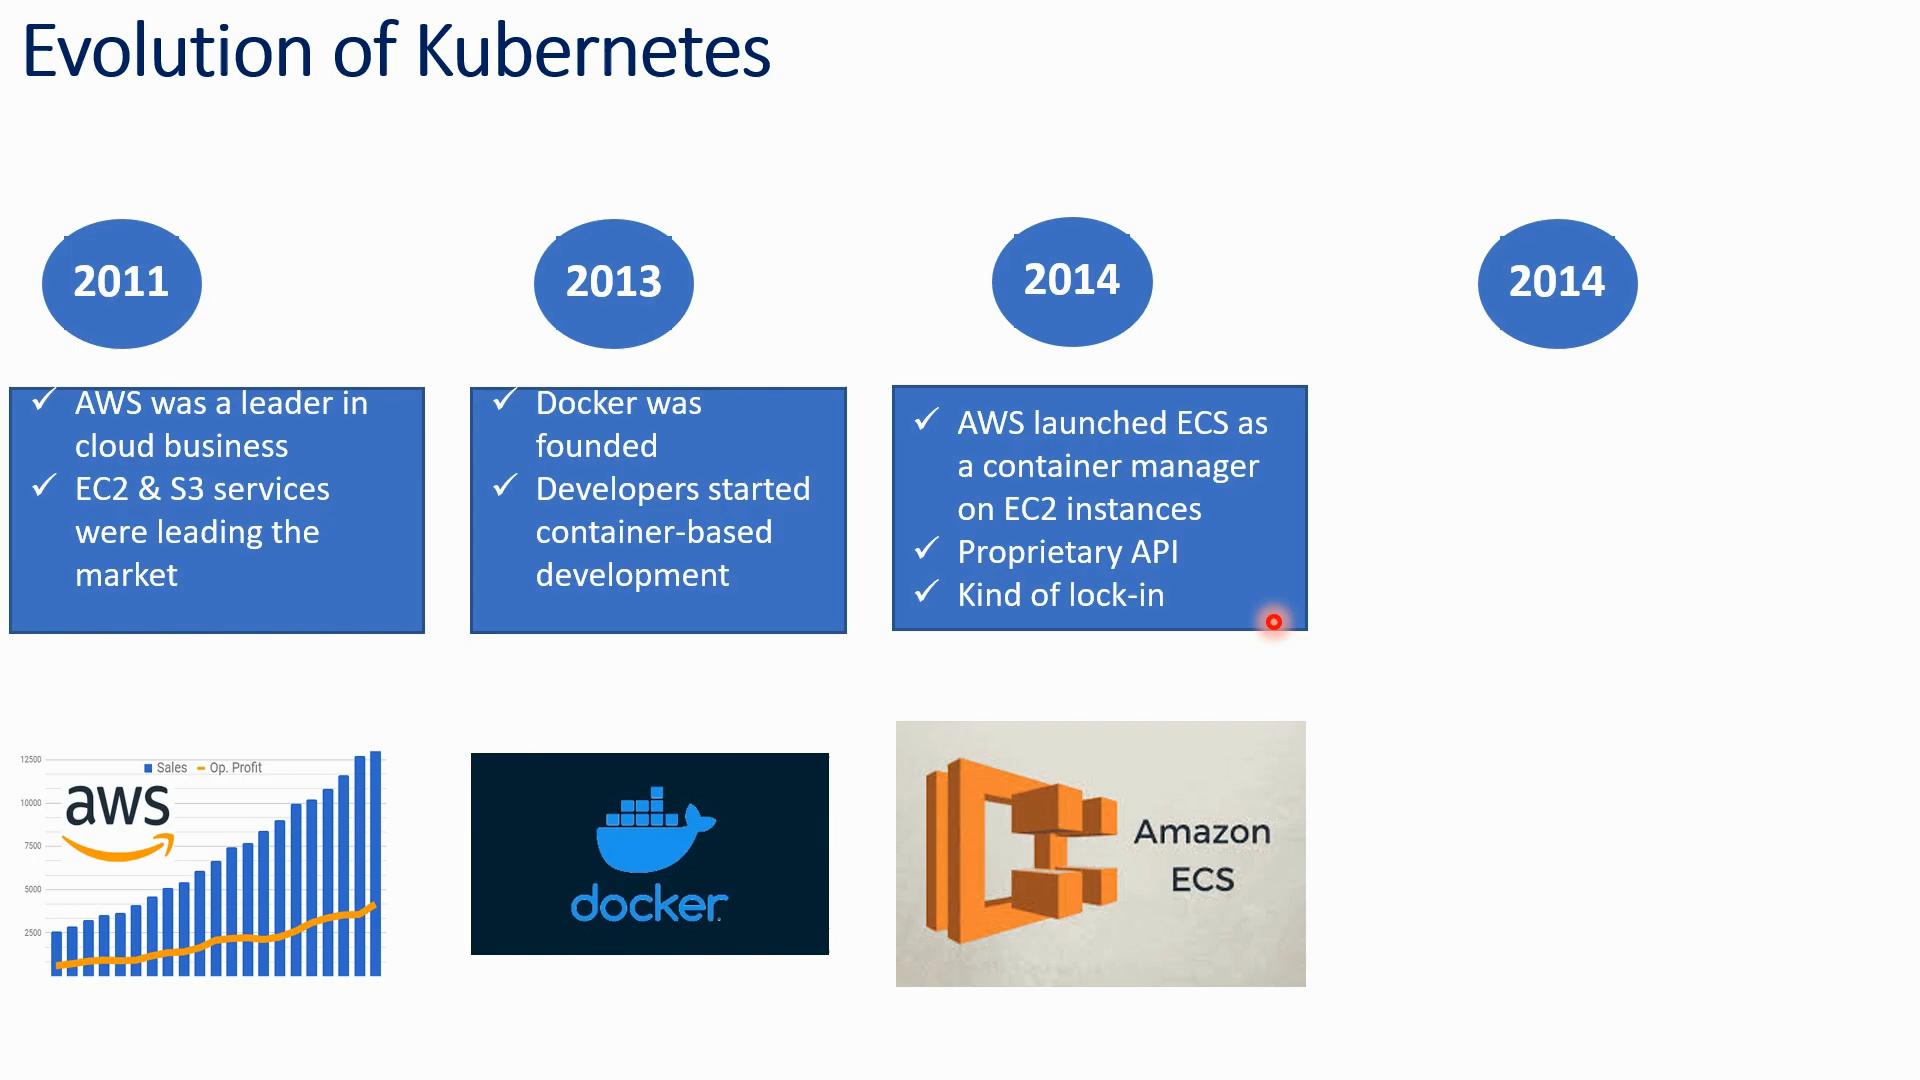 Evolution of Kubernetes
2011
2013
2014
2014
✓ AWS was a leader in
cloud business
✓ EC2 & S3 services
were leading the
market
✓ Docker was
founded
✓ Developers started
container-based
development
✓ AWS launched ECS as
a container manager
on EC2 instances
✓ Proprietary API
✓ Kind of lock-in
Sales Op. Profit
aws
12500
10000
7500
5000
2500
docker
Amazon
ECS